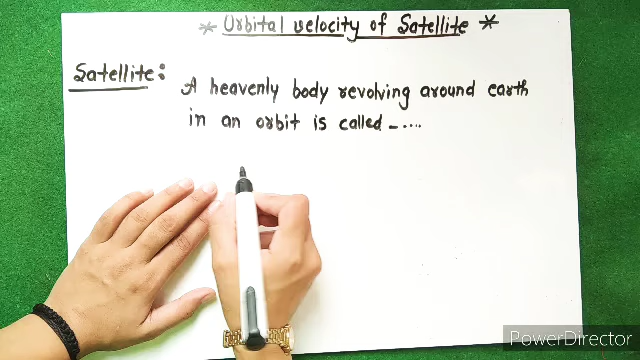 * Orbital velocity of Satellite *
Satellite:
A heavenly body revolving around earth
in an orbit is called -....
PowerDirector